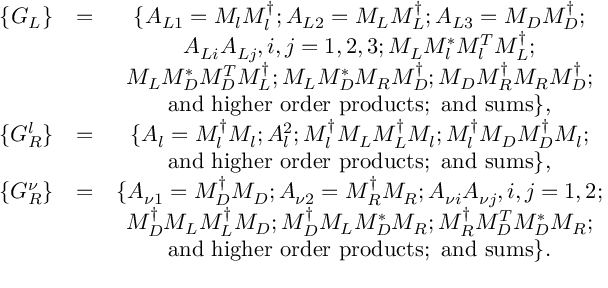 {G_L} = {A_{L1} = M_l M_l^†; A_{L2} = M_L M_L^†; A_{L3} = M_D M_D^†;
A_{Li} A_{Lj}, i, j = 1, 2, 3; M_L M_l^* M_l^T M_L^†;
M_L M_D^* M_D^T M_L^†; M_L M_D^* M_R M_D^†; M_D M_R^† M_R M_D^†;
and higher order products; and sums},
{G_R^l} = {A_l = M_l^† M_l; A_l^2; M_l^† M_L M_L^† M_l; M_l^† M_D M_D^† M_l;
and higher order products; and sums},
{G_R^ν} = {A_{ν1} = M_D^† M_D; A_{ν2} = M_R^† M_R; A_{νi} A_{νj}, i, j = 1, 2;
M_D^† M_L M_L^† M_D; M_D^† M_L M_D^* M_R; M_R^† M_D^T M_D^* M_R;
and higher order products; and sums}.